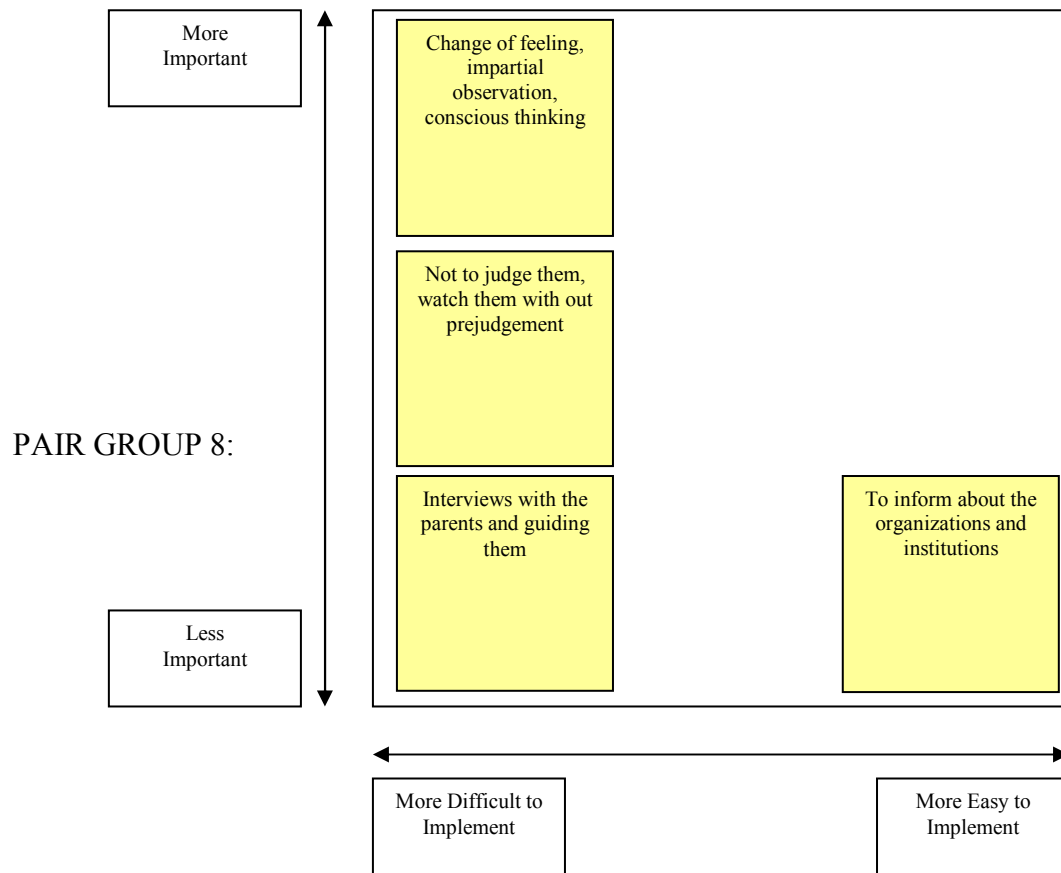 More
Important
Change of feeling,
impartial
observation,
conscious thinking
Not to judge them,
watch them with out
prejudgement
PAIR GROUP 8:
Interviews with the
parents and guiding
them
To inform about the
organizations and
institutions
Less
Important
More Difficult to
Implement
More Easy to
Implement